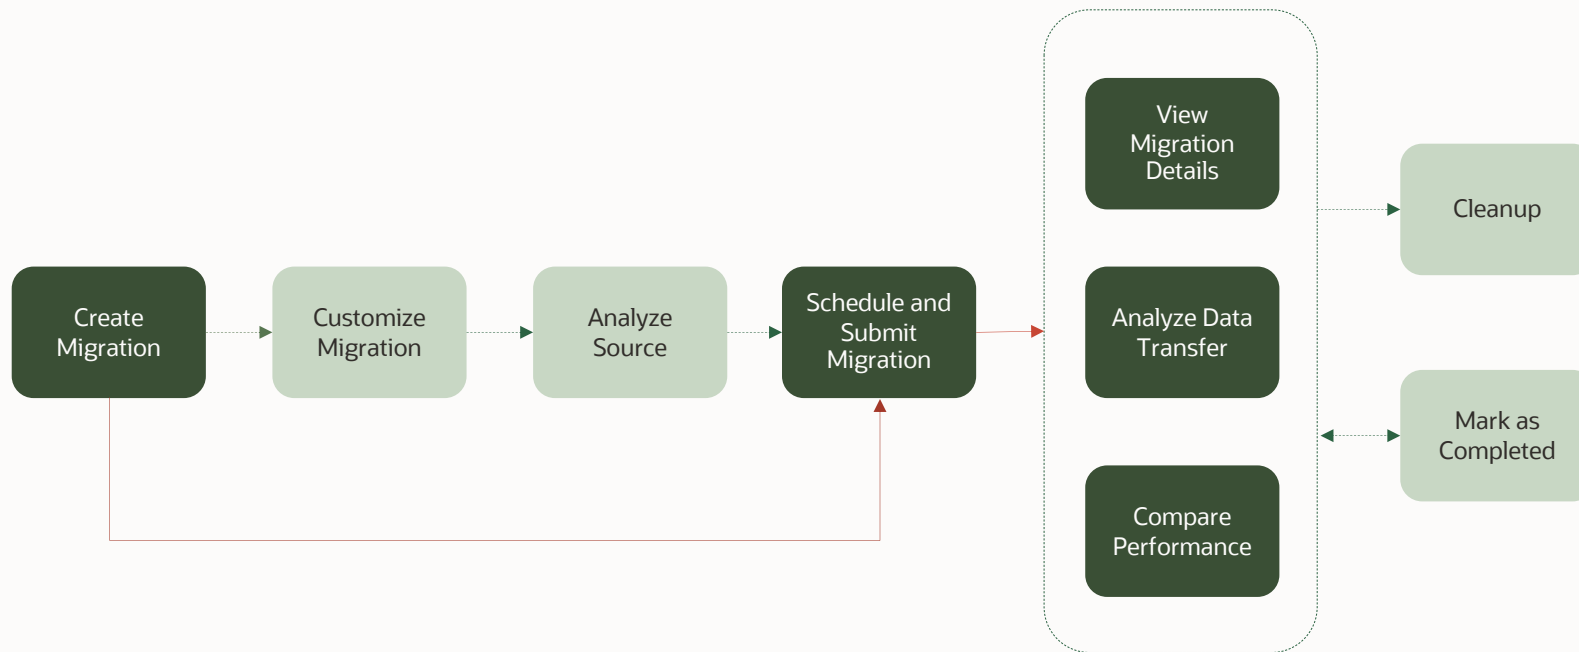 Create
Migration
Customize
Migration
Analyze
Source
Schedule and
Submit
Migration
View
Migration
Details
Analyze Data
Transfer
Compare
Performance
Cleanup
Mark as
Completed